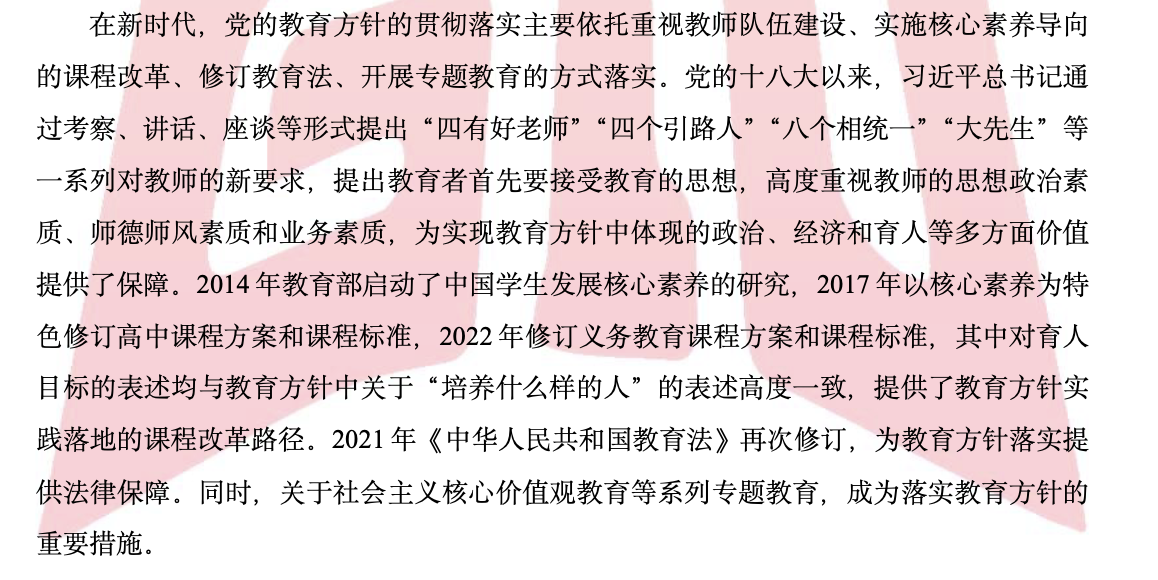 在新时代，党的教育方针的贯彻落实主要依托重视教师队伍建设、实施核心素养导向
的课程改革、修订教育法、开展专题教育的方式落实。党的十八大以来，习近平总书记通
过考察、讲话、座谈等形式提出“四有好老师”“四个引路人”“八个相统一”“大先生”等
一系列对教师的新要求，提出教育者首先要接受教育的思想，高度重视教师的思想政治素
质、师德师风素质和业务素质，为实现教育方针中体现的政治、经济和育人等多方面价值
提供了保障。2014 年教育部启动了中国学生发展核心素养的研究，2017 年以核心素养为特
色修订高中课程方案和课程标准，2022 年修订义务教育课程方案和课程标准，其中对育人
目标的表述均与教育方针中关于“培养什么样的人”的表述高度一致，提供了教育方针实
践落地的课程改革路径。2021 年《中华人民共和国教育法》再次修订，为教育方针落实提
供法律保障。同时，关于社会主义核心价值观教育等系列专题教育，成为落实教育方针的
重要措施。